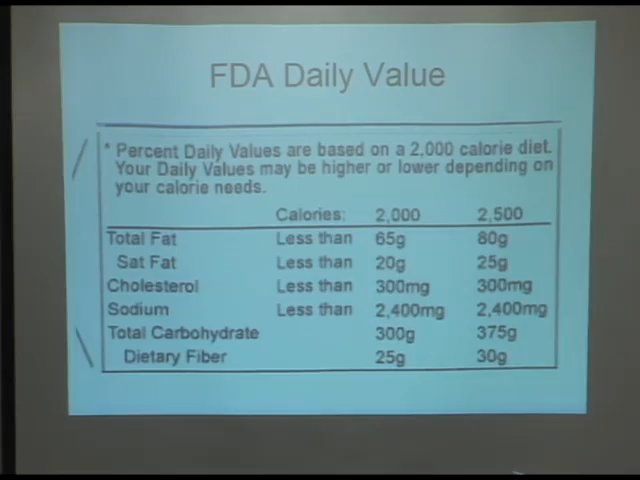 FDA Daily Value
* Percent Daily Values are based on a 2,000 calorie diet.
Your Daily Values may be higher or lower depending on
your calorie needs.
Calories: 2,000 2,500
Total Fat Less than 65g 80g
Sat Fat Less than 20g 25g
Cholesterol Less than 300mg 300mg
Sodium Less than 2,400mg 2,400mg
Total Carbohydrate 300g 375g
Dietary Fiber 25g 30g